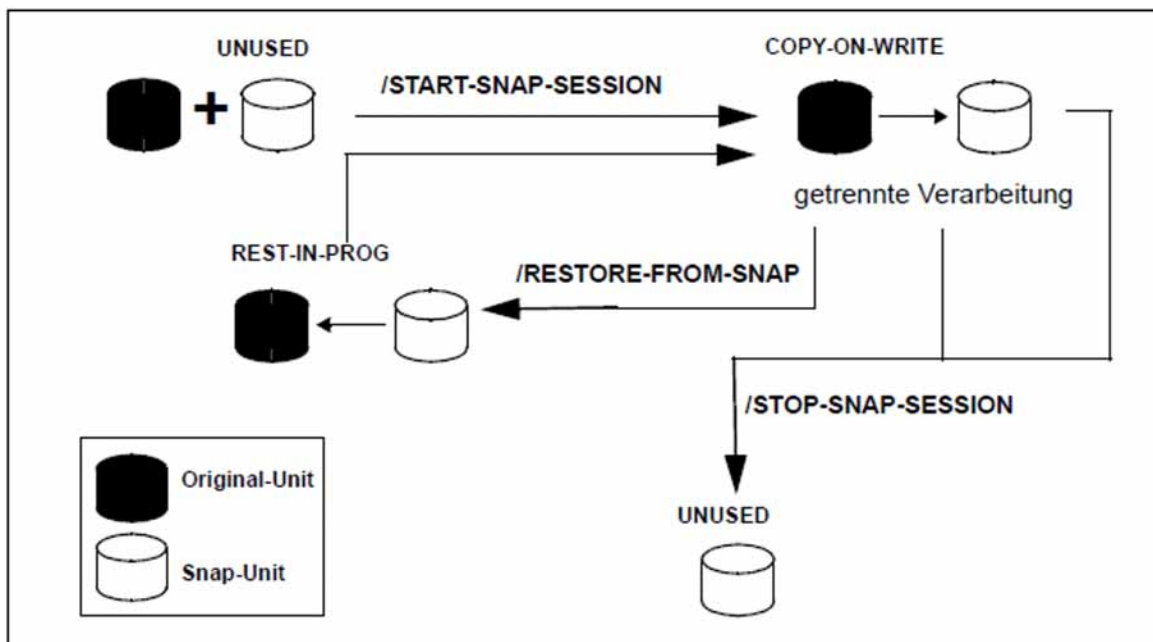 UNUSED
COPY-ON-WRITE
/START-SNAP-SESSION
getrennte Verarbeitung
REST-IN-PROG
/RESTORE-FROM-SNAP
/STOP-SNAP-SESSION
Original-Unit
UNUSED
Snap-Unit